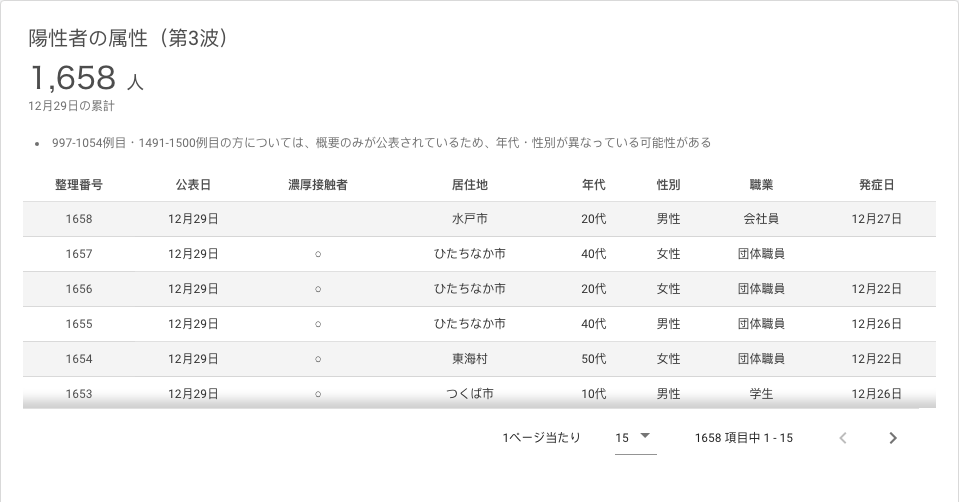 陽性者の属性（第3波）
1,658 人
12月29日の累計
• 997-1054例目・1491-1500例目の方については、概要のみが公表されているため、年代・性別が異なっている可能性がある
整理番号 公表日 濃厚接触者 居住地 年代 性別 職業 発症日
1658 12月29日 水戸市 20代 男性 会社員 12月27日
1657 12月29日 ○ ひたちなか市 40代 女性 団体職員
1656 12月29日 ○ ひたちなか市 20代 女性 団体職員 12月22日
1655 12月29日 ○ ひたちなか市 40代 男性 団体職員 12月26日
1654 12月29日 ○ 東海村 50代 女性 団体職員 12月22日
1653 12月29日 ○ つくば市 10代 男性 学生 12月26日
1ページ当たり 15 1658 項目中 1 - 15